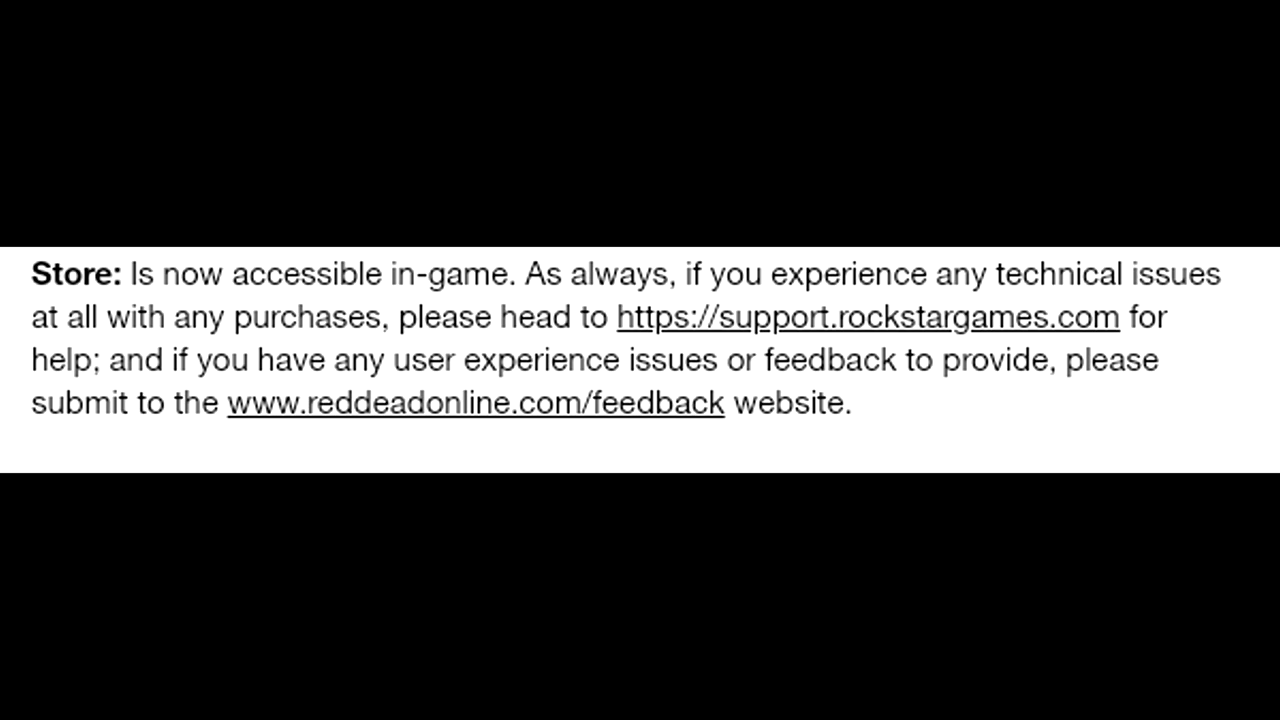 Store: Is now accessible in-game. As always, if you experience any technical issues
at all with any purchases, please head to https://support.rockstargames.com for
help; and if you have any user experience issues or feedback to provide, please
submit to the www.reddeadonline.com/feedback website.